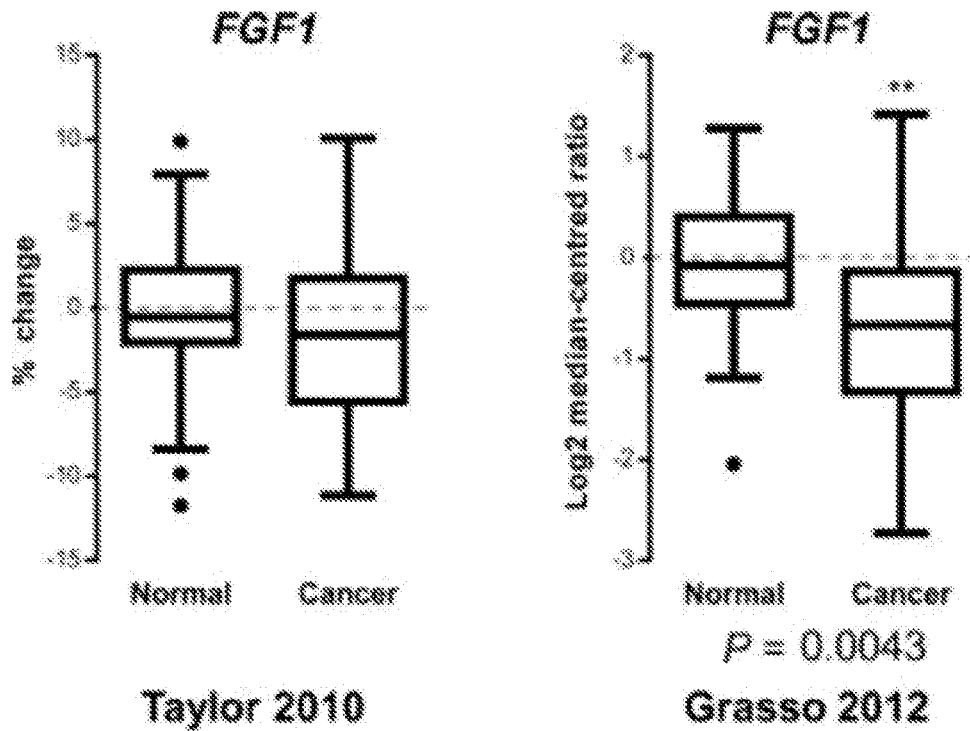 FGF1
15
10
5
0
-5
-10
-15
% change
Normal Cancer
Taylor 2010
FGF1
2
1
0
-1
-2
-3
Log2 median-centred ratio
**
Normal Cancer
P = 0.0043
Grasso 2012